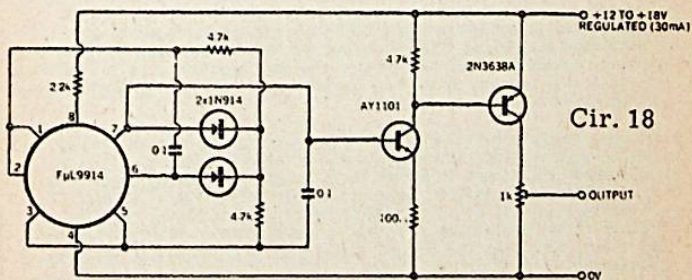 +12 TO +18V
REGULATED (30mA)
4.7k
4.7k
2N3638A
2.2k
8
2x1N914
AY1101
Cir. 18
1
7
0.1
2
FµL9914
6
0.1
1k
OUTPUT
3
5
4.7k
100
4
0V